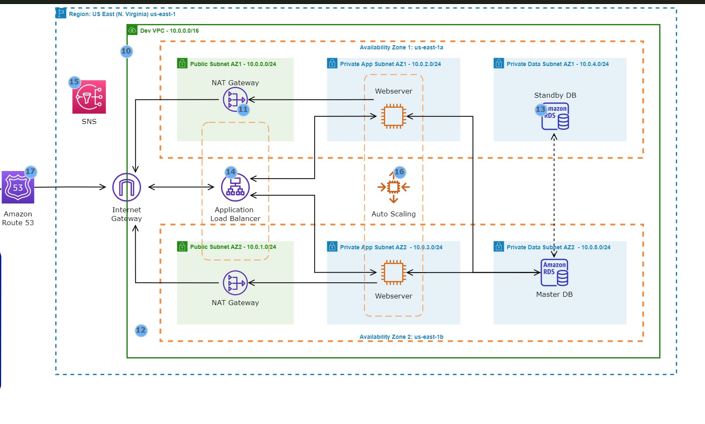 Region: US East (N. Virginia) us-east-1
Dev VPC - 10.0.0.0/16
10
Availability Zone 1: us-east-1a
Public Subnet AZ1 - 10.0.0.0/24
Private App Subnet AZ1 - 10.0.2.0/24
Private Data Subnet AZ1 - 10.0.4.0/24
NAT Gateway
11
Webserver
Standby DB
13
Amazon
RDS
15
SNS
17
53
Amazon
Route 53
Internet
Gateway
14
Application
Load Balancer
16
Auto Scaling
Public Subnet AZ2 - 10.0.1.0/24
Private App Subnet AZ2 - 10.0.3.0/24
Private Data Subnet AZ2 - 10.0.5.0/24
NAT Gateway
Webserver
Amazon
RDS
Master DB
12
Availability Zone 2: us-east-1b